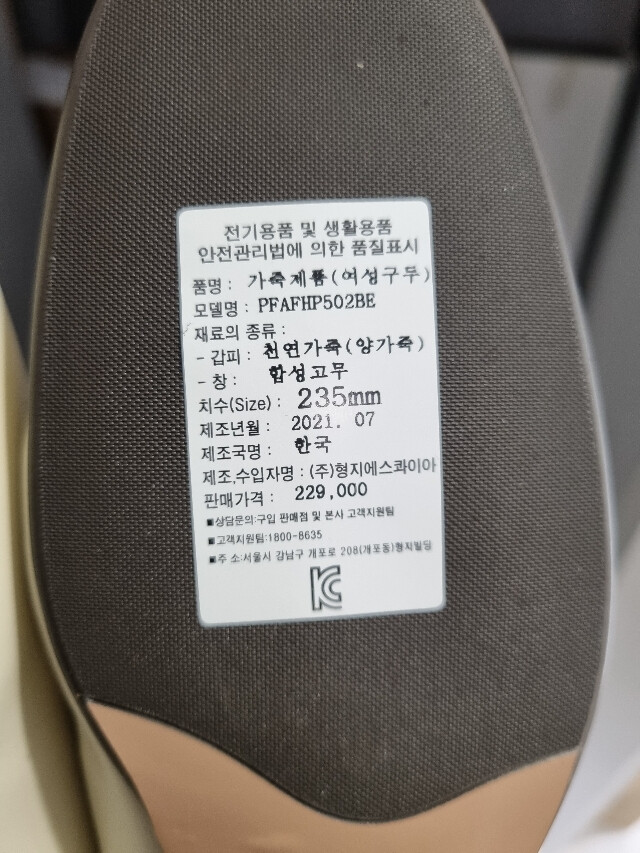 전기용품 및 생활용품
안전관리법에 의한 품질표시
품명 : 가죽제품(여성구두)
모델명 : PFAFHP502BE
재료의 종류 :
- 갑피 : 천연가죽(양가죽)
- 창 : 합성고무
치수(Size) : 235mm
제조년월 : 2021. 07
제조국명 : 한국
제조,수입자명 : (주)형지에스콰이아
판매가격 : 229,000
■상담문의:구입 판매점 및 본사 고객지원팀
■고객지원팀:1800-8635
■주 소:서울시 강남구 개포로 208(개포동)형지빌딩
KC